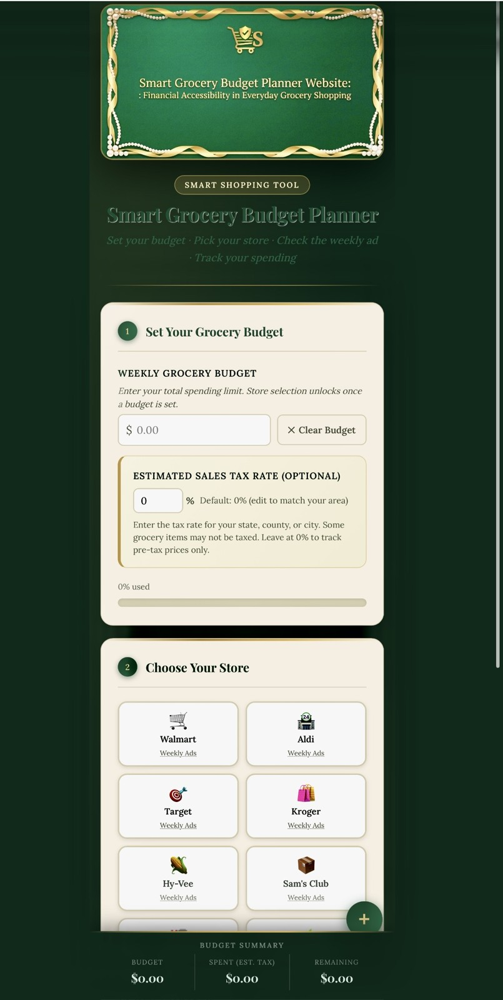 S
Smart Grocery Budget Planner Website:
: Financial Accessibility in Everyday Grocery Shopping
SMART SHOPPING TOOL
Smart Grocery Budget Planner
Set your budget · Pick your store · Check the weekly ad
· Track your spending
1 Set Your Grocery Budget
WEEKLY GROCERY BUDGET
Enter your total spending limit. Store selection unlocks once
a budget is set.
$ 0.00 × Clear Budget
ESTIMATED SALES TAX RATE (OPTIONAL)
0 % Default: 0% (edit to match your area)
Enter the tax rate for your state, county, or city. Some
grocery items may not be taxed. Leave at 0% to track
pre-tax prices only.
0% used
2 Choose Your Store
24
Walmart Aldi
Weekly Ads Weekly Ads
Target Kroger
Weekly Ads Weekly Ads
Hy-Vee Sam's Club
Weekly Ads Weekly Ads
+
BUDGET SUMMARY
BUDGET SPENT (EST. TAX) REMAINING
$0.00 $0.00 $0.00